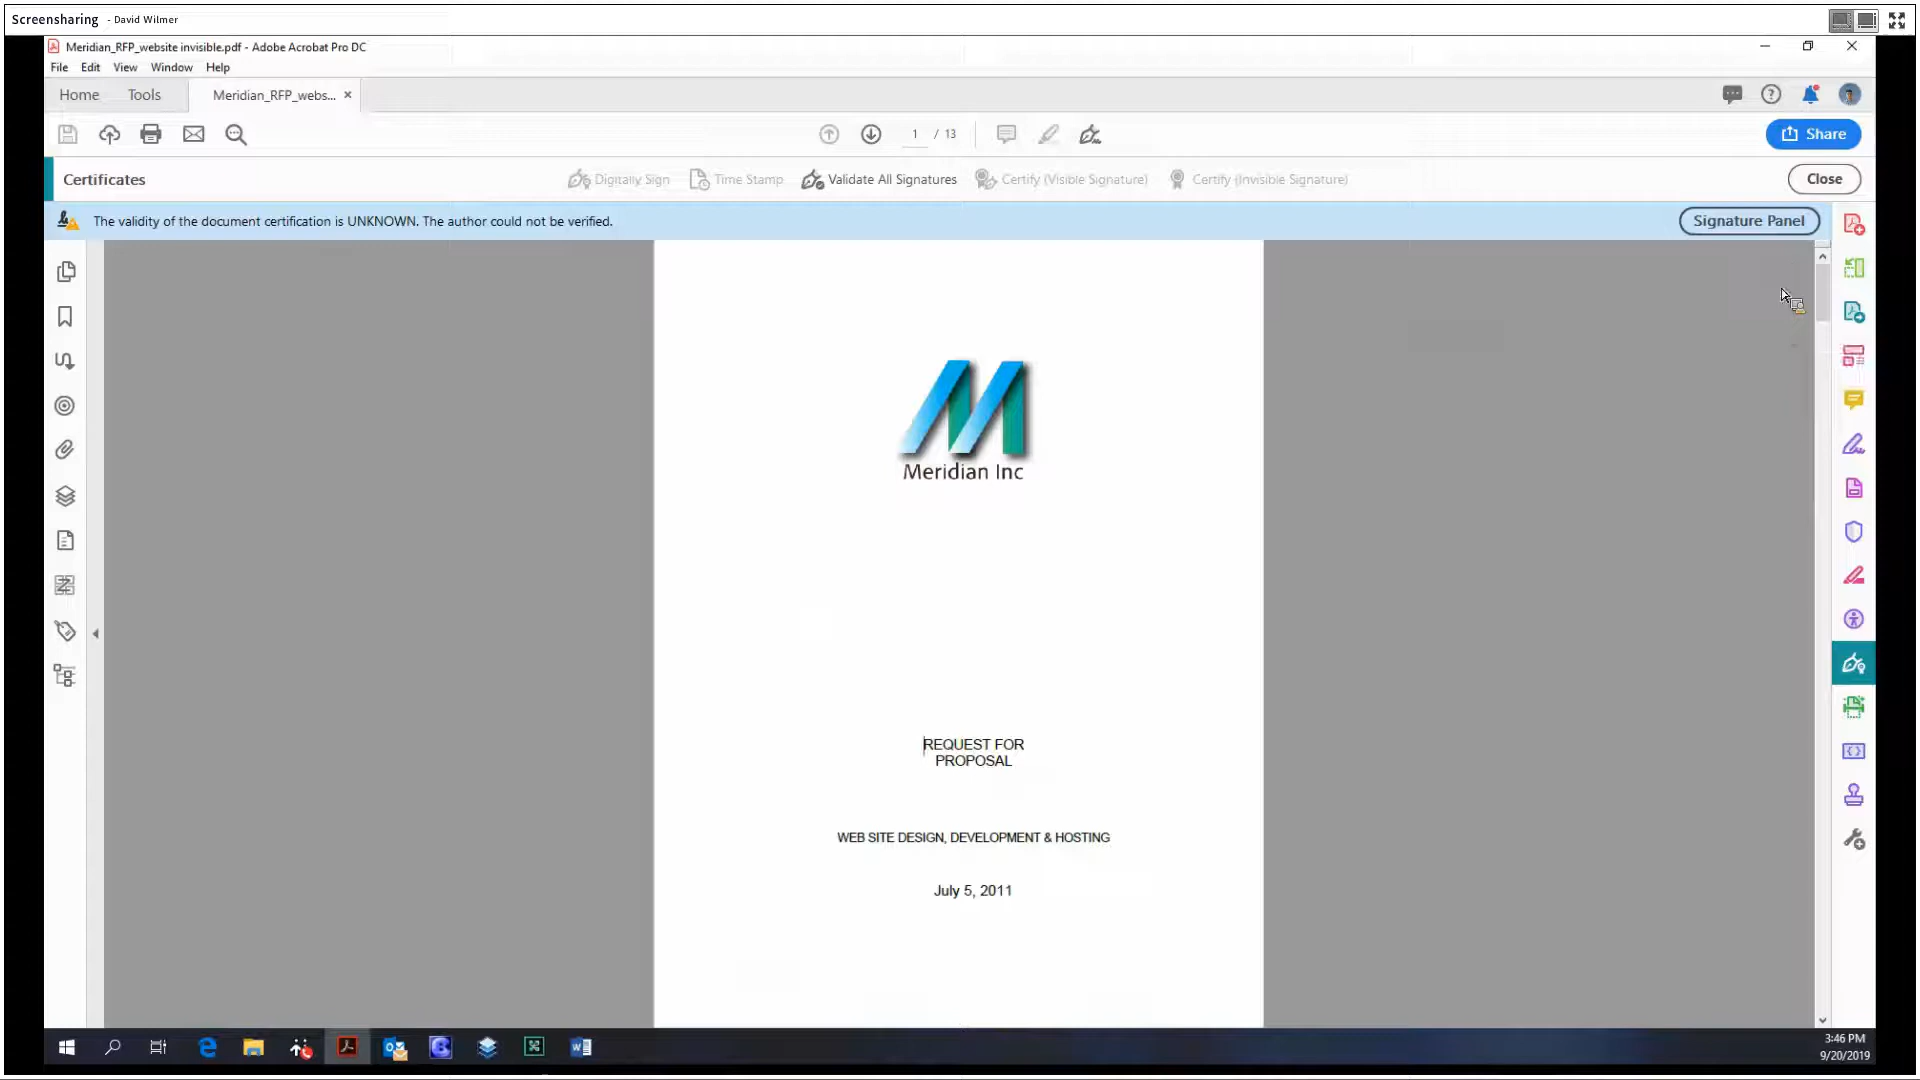 Screensharing - David Wilmer
Meridian_RFP_website invisible.pdf - Adobe Acrobat Pro DC
File Edit View Window Help
Home Tools Meridian_RFP_webs... ×
1 / 13
Share
Certificates Digitally Sign Time Stamp Validate All Signatures Certify (Visible Signature) Certify (Invisible Signature) Close
The validity of the document certification is UNKNOWN. The author could not be verified. Signature Panel
Meridian Inc
REQUEST FOR
PROPOSAL
WEB SITE DESIGN, DEVELOPMENT & HOSTING
July 5, 2011
3:46 PM
9/20/2019